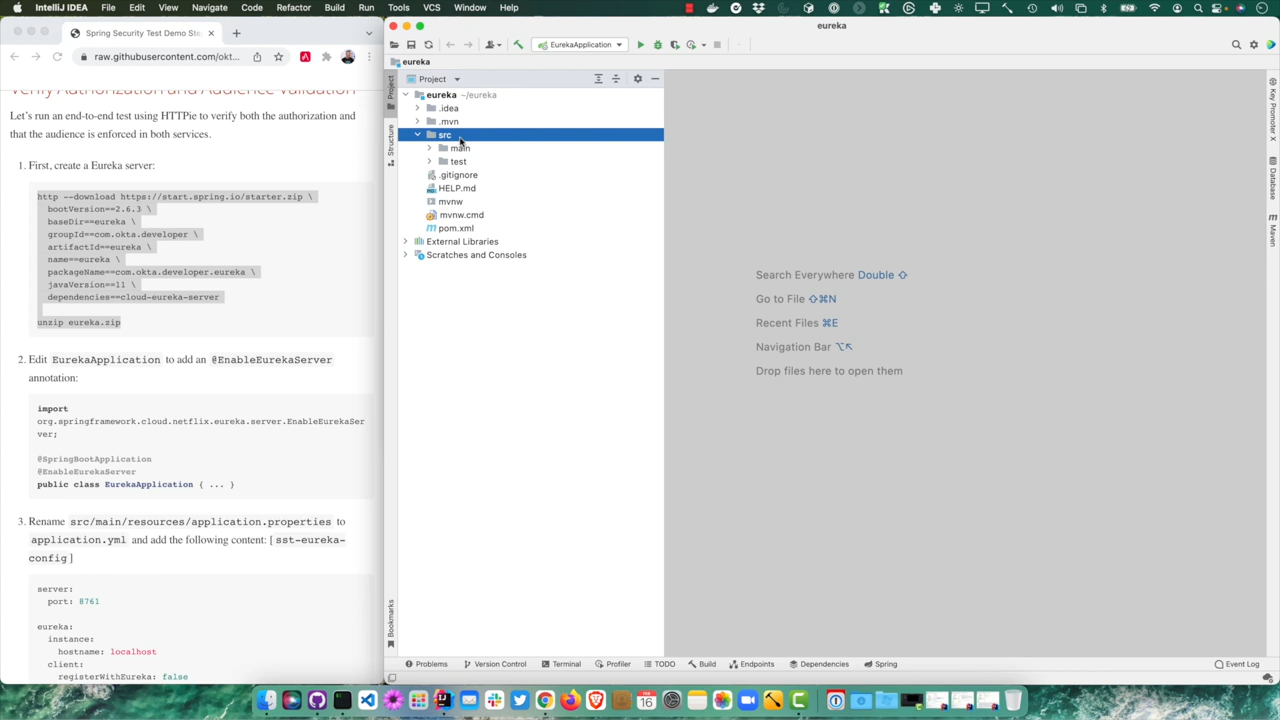 IntelliJ IDEA File Edit View Navigate Code Refactor Build Run Tools VCS Window Help
Spring Security Test Demo Ste
raw.githubusercontent.com/okt...
Verify Authorization and Audience Validation
Let's run an end-to-end test using HTTPie to verify both the authorization and
that the audience is enforced in both services.
1. First, create a Eureka server:
http --download https://start.spring.io/starter.zip \
bootVersion==2.6.3 \
baseDir==eureka \
groupId==com.okta.developer \
artifactId==eureka \
name==eureka \
packageName==com.okta.developer.eureka \
javaVersion==11 \
dependencies==cloud-eureka-server
unzip eureka.zip
2. Edit EurekaApplication to add an @EnableEurekaServer
annotation:
import
org.springframework.cloud.netflix.eureka.server.EnableEurekaSer
ver;
@SpringBootApplication
@EnableEurekaServer
public class EurekaApplication { ... }
3. Rename src/main/resources/application.properties to
application.yml and add the following content: [ sst-eureka-
config ]
server:
port: 8761
eureka:
instance:
hostname: localhost
client:
registerWithEureka: false
eureka
EurekaApplication
eureka
Project
eureka ~/eureka
.idea
.mvn
src
main
test
.gitignore
HELP.md
mvnw
mvnw.cmd
pom.xml
External Libraries
Scratches and Consoles
Project
Structure
Bookmarks
Search Everywhere Double ⇧
Go to File ⇧⌘N
Recent Files ⌘E
Navigation Bar ⌥↖
Drop files here to open them
Key Promoter X
Database
Maven
Problems
Version Control
Terminal
Profiler
TODO
Build
Endpoints
Dependencies
Spring
Event Log
FEB
16